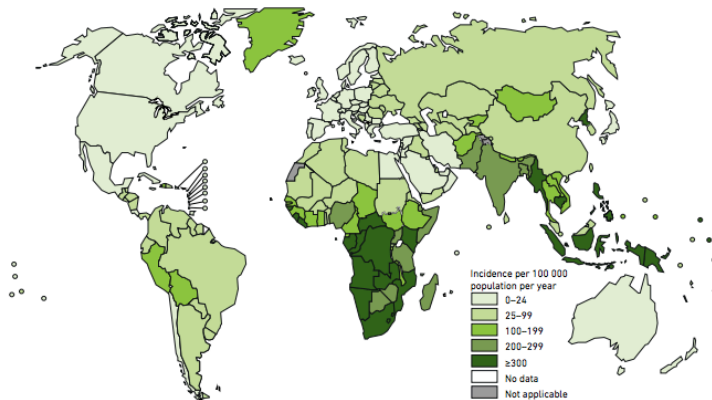 Incidence per 100 000
population per year
0–24
25–99
100–199
200–299
≥300
No data
Not applicable